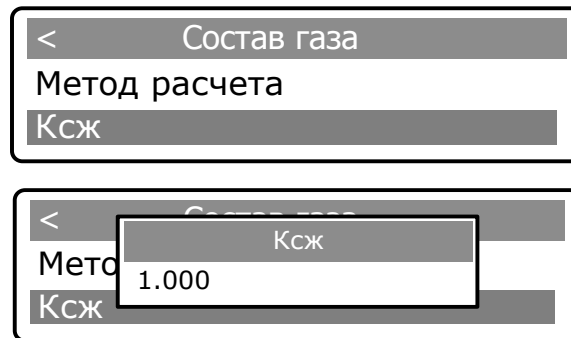 < Состав газа
Метод расчета
Ксж
<
Ксж
Мето
1.000
Ксж